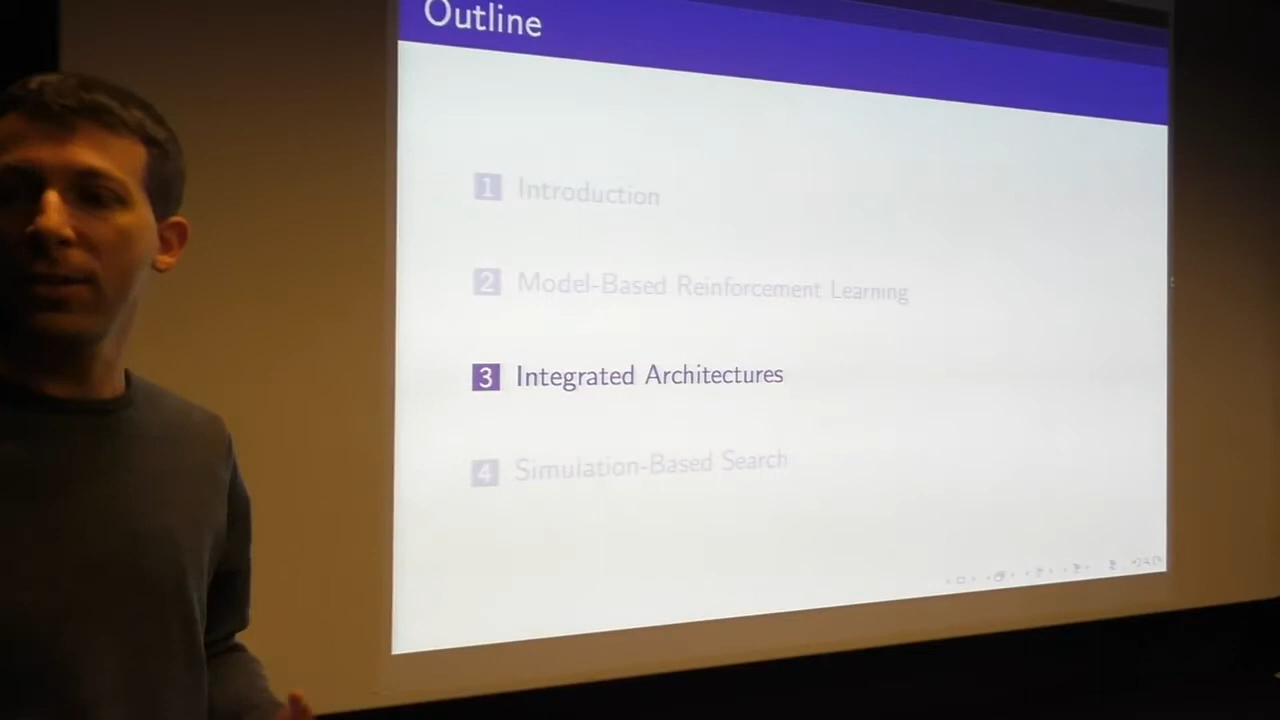 Outline
1 Introduction
2 Model-Based Reinforcement Learning
3 Integrated Architectures
4 Simulation-Based Search